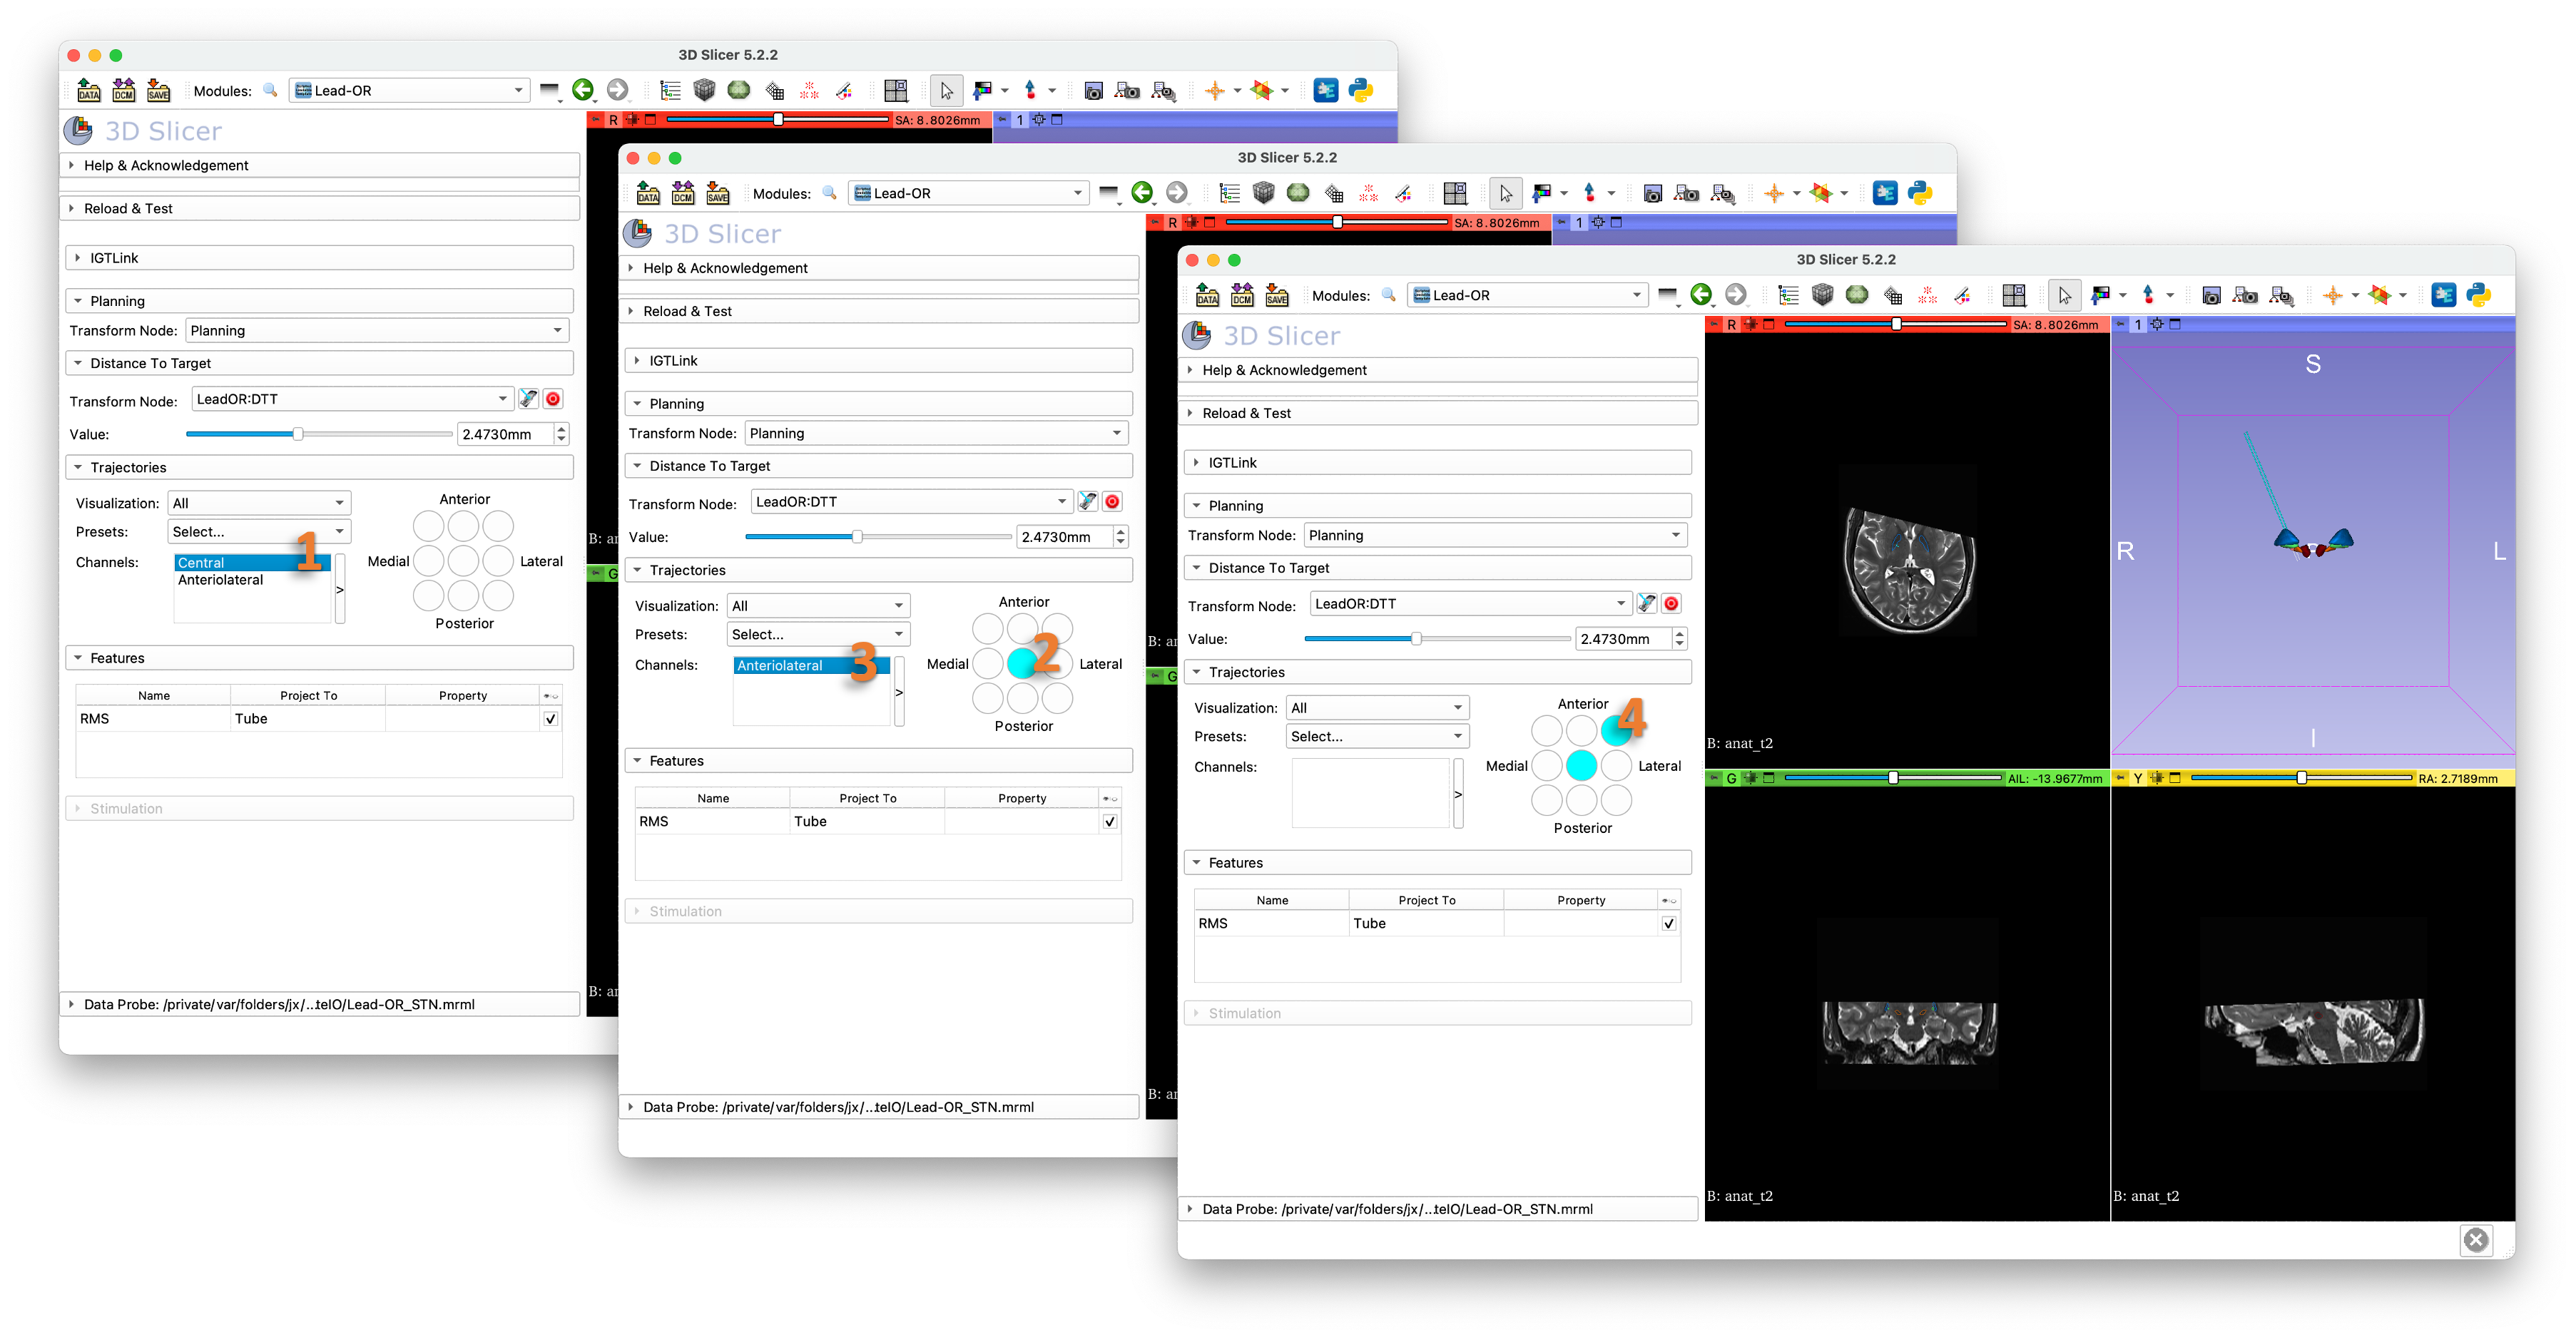 3D Slicer 5.2.2
DATA DCM SAVE Modules: Lead-OR
3D Slicer
Help & Acknowledgement
Reload & Test
IGTLink
Planning
Transform Node: Planning
Distance To Target
Transform Node: LeadOR:DTT
Value: 2.4730mm
Trajectories
Visualization: All
Presets: Select...
Channels: Central
Anteriolateral
>
1
Anterior
Medial Lateral
Posterior
Features
Name Project To Property
RMS Tube
Stimulation
Data Probe: /private/var/folders/jx/...teIO/Lead-OR_STN.mrml
R SA: 8.8026mm
1
B: an
G
B: an
3D Slicer 5.2.2
DATA DCM SAVE Modules: Lead-OR
3D Slicer
Help & Acknowledgement
Reload & Test
IGTLink
Planning
Transform Node: Planning
Distance To Target
Transform Node: LeadOR:DTT
Value: 2.4730mm
Trajectories
Visualization: All
Presets: Select...
Channels: Anteriolateral
>
3
Anterior
2
Medial Lateral
Posterior
Features
Name Project To Property
RMS Tube
Stimulation
Data Probe: /private/var/folders/jx/...teIO/Lead-OR_STN.mrml
R SA: 8.8026mm
1
B: an
G
B: an
3D Slicer 5.2.2
DATA DCM SAVE Modules: Lead-OR
3D Slicer
Help & Acknowledgement
Reload & Test
IGTLink
Planning
Transform Node: Planning
Distance To Target
Transform Node: LeadOR:DTT
Value: 2.4730mm
Trajectories
Visualization: All
Presets: Select...
Channels:
>
Anterior
4
Medial Lateral
Posterior
Features
Name Project To Property
RMS Tube
Stimulation
Data Probe: /private/var/folders/jx/...teIO/Lead-OR_STN.mrml
R SA: 8.8026mm
B: anat_t2
1
S
R L
I
G AIL: -13.9677mm
B: anat_t2
Y RA: 2.7189mm
B: anat_t2